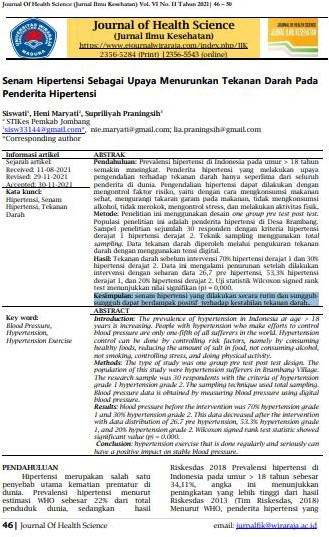 Journal Of Health Science (Jurnal Ilmu Kesehatan) Vol. VI No. II Tahun 2021| 46 – 50
Journal of Health Science
(Jurnal Ilmu Kesehatan)
https://www.ejournalwiraraja.com/index.php/JIK
2356-5284 (Print) |2356-5543 (online)
Senam Hipertensi Sebagai Upaya Menurunkan Tekanan Darah Pada
Penderita Hipertensi
Siswati¹, Heni Maryati², Supriliyah Praningsih³
¹ STIKes Pemkab Jombang
¹sisw33144@gmail.com*, nie.maryati@gmail.com; lia.praningsih@gmail.com
*Corresponding author
Informasi artikel
Sejarah artikel:
Received: 11-08-2021
Revised: 29-11-2021
Accepted: 30-11-2021
Kata kunci:
Hipertensi, Senam
Hipertensi, Tekanan
Darah
ABSTRAK
Pendahuluan: Prevalensi hipertensi di Indonesia pada umur > 18 tahun
semakin meningkat. Penderita hipertensi yang melakukan upaya
pengendalian terhadap tekanan darah hanya seperlima dari seluruh
penderita di dunia. Pengendalian hipertensi dapat dilakukan dengan
mengontrol faktor risiko, yaitu dengan cara mengkonsumsi makanan
sehat, mengurangi takaran garam pada makanan, tidak mengkonsumsi
alkohol, tidak merokok, mengontrol stress, dan melakukan aktivitas fisik.
Metode: Penelitian ini menggunakan desain one group pre test post test.
Populasi penelitian ini adalah penderita hipertensi di Desa Brambang.
Sampel penelitian sejumlah 30 responden dengan kriteria hipertensi
derajat 1 hipertensi derajat 2. Teknik sampling menggunakan total
sampling. Data tekanan darah diperoleh melalui pengukuran tekanan
darah dengan menggunakan tensi digital.
Hasil: Tekanan darah sebelum intervensi 70% hipertensi derajat 1 dan 30%
hipertensi derajat 2. Data ini mengalami penurunan setelah dilakukan
intervensi dengan sebaran data 26,7 pre hipertensi, 53,3% hipertensi
derajat 1, dan 20% hipertensi derajat 2. Uji statistik Wilcoxon signed rank
test menunjukkan nilai signifikan (p) = 0,000.
Kesimpulan: senam hipertensi yang dilakukan secara rutin dan sungguh-
sungguh dapat berdampak positif terhadap kestabilan tekanan darah.
Key word:
Blood Pressure,
Hypertension,
Hypertension Exercise
ABSTRACT
Introduction: The prevalence of hypertension in Indonesia at age > 18
years is increasing. People with hypertension who make efforts to control
blood pressure are only one-fifth of all sufferers in the world. Hypertension
control can be done by controlling risk factors, namely by consuming
healthy foods, reducing the amount of salt in food, not consuming alcohol,
not smoking, controlling stress, and doing physical activity.
Methods: The type of study was one group pre test post test design. The
population of this study were hypertension sufferers in Brambang Village.
The research sample was 30 respondents with the criteria of hypertension
grade 1 hypertension grade 2. The sampling technique used total sampling.
Blood pressure data is obtained by measuring blood pressure using digital
blood pressure.
Results: Blood pressure before the intervention was 70% hypertension grade
1 and 30% hypertension grade 2. This data decreased after the intervention
with data distribution of 26.7 pre hypertension, 53.3% hypertension grade
1, and 20% hypertension grade 2. Wilcoxon signed rank test statistic showed
significant value (p) = 0.000.
Conclusion: hypertension exercise that is done regularly and seriously can
have a positive impact on stable blood pressure.
PENDAHULUAN
Hipertensi merupakan salah satu
penyebab utama kematian prematur di
dunia. Prevalensi hipertensi menurut
estimasi WHO sebesar 22% dari total
penduduk dunia, sedangkan hasil
Riskesdas 2018 Prevalensi hipertensi di
Indonesia pada umur > 18 tahun sebesar
34,11%, angka ini menunjukkan
peningkatan yang lebih tinggi dari hasil
Riskesdas 2013 (Tim Riskesdas, 2018)
Menurut WHO, penderita hipertensi yang
46| Journal Of Health Science
email: jurnalfik@wiraraja.ac.id